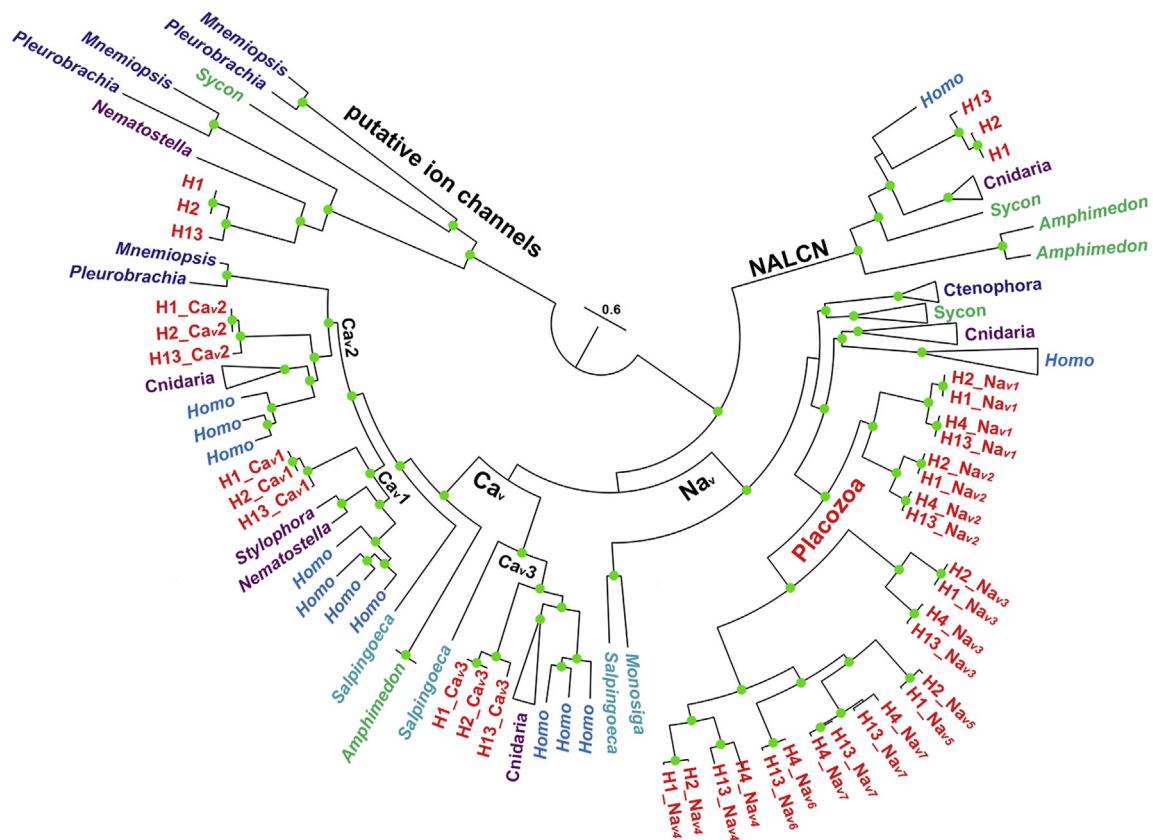 Mnemiopsis
Pleurobrachia
Sycon
Mnemiopsis
Pleurobrachia
Nematostella
putative ion channels
H1
H2
H13
Mnemiopsis
Pleurobrachia
H1_Cav2
H2_Cav2
H13_Cav2
Cnidaria
Homo
Homo
Homo
Cav2
H1_Cav1
H2_Cav1
H13_Cav1
Cav1
Stylophora
Nematostella
Homo
Homo
Homo
Homo
Salpingoeca
Amphimedon
Salpingoeca
Cav
Cav3
H1_Cav3
H2_Cav3
H13_Cav3
Cnidaria
Homo
Homo
Homo
Salpingoeca
Monosiga
0.6
NALCN
Homo
H13
H2
H1
Cnidaria
Sycon
Amphimedon
Amphimedon
Ctenophora
Sycon
Cnidaria
Homo
Nav
Placozoa
H2_Nav1
H1_Nav1
H4_Nav1
H13_Nav1
H2_Nav2
H1_Nav2
H4_Nav2
H13_Nav2
H2_Nav3
H1_Nav3
H4_Nav3
H13_Nav3
H2_Nav5
H1_Nav5
H4_Nav7
H13_Nav7
H13_Nav7
H4_Nav7
H4_Nav6
H13_Nav6
H4_Nav4
H13_Nav4
H2_Nav4
H1_Nav4